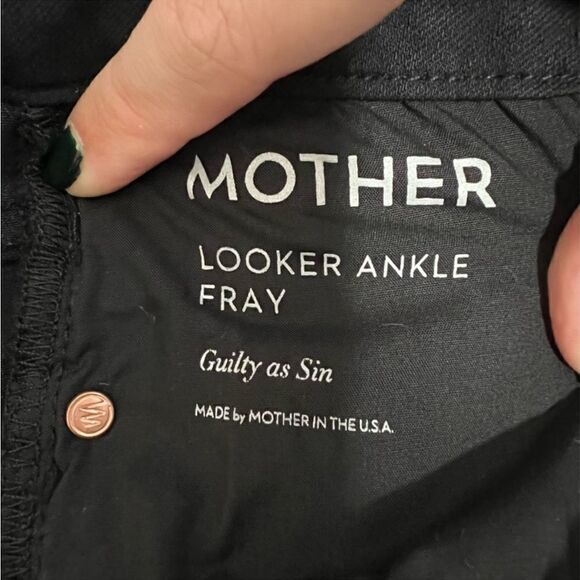 MOTHER
LOOKER ANKLE
FRAY
Guilty as Sin
MADE by MOTHER IN THE U.S.A.